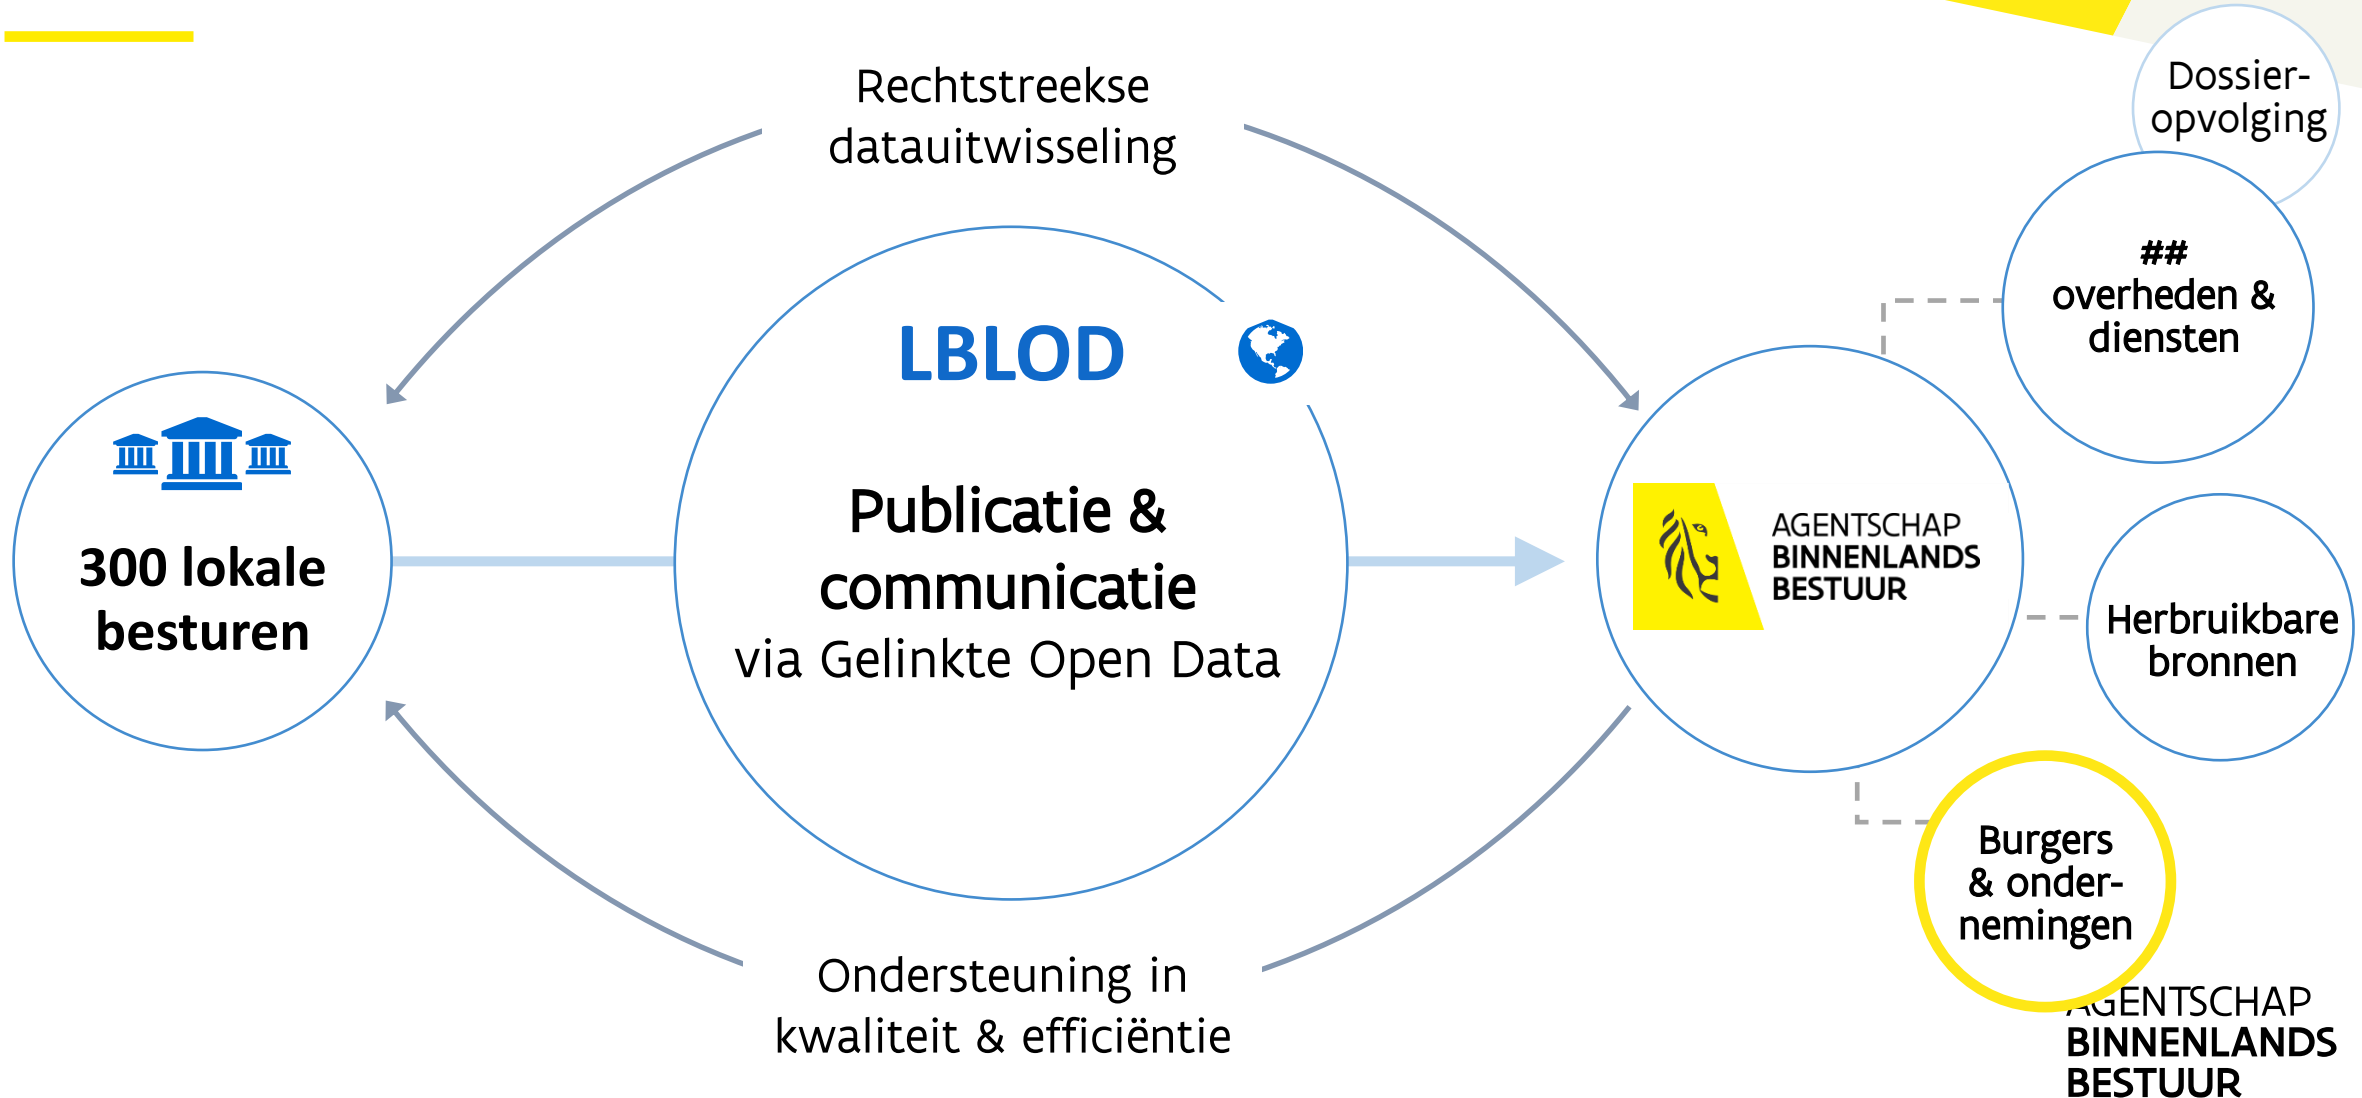 Rechtstreekse
datauitwisseling
Dossier-
opvolging
##
overheden &
diensten
LBLOD
300 lokale
besturen
Publicatie &
communicatie
via Gelinkte Open Data
AGENTSCHAP
BINNENLANDS
BESTUUR
Herbruikbare
bronnen
Burgers
& onder-
nemingen
Ondersteuning in
kwaliteit & efficiëntie
AGENTSCHAP
BINNENLANDS
BESTUUR